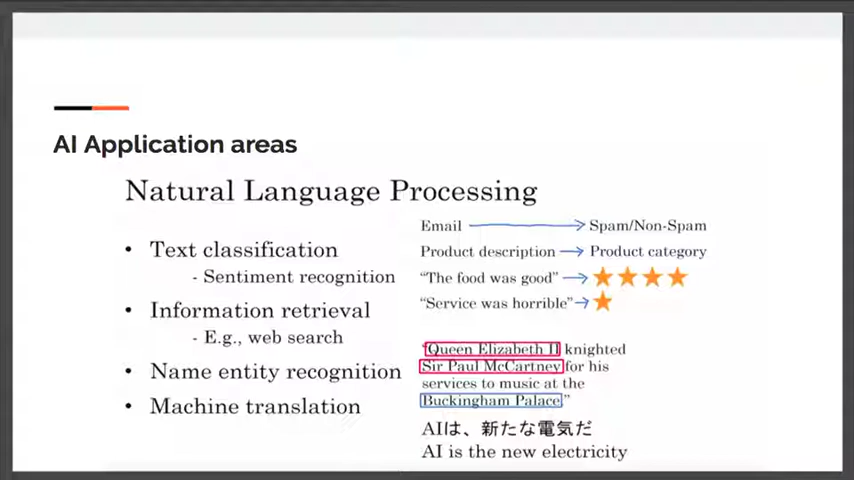 AI Application areas
Natural Language Processing
• Text classification
- Sentiment recognition
• Information retrieval
- E.g., web search
• Name entity recognition
• Machine translation
Email → Spam/Non-Spam
Product description → Product category
“The food was good” → ★★★★
“Service was horrible” → ★
“Queen Elizabeth II knighted
Sir Paul McCartney for his
services to music at the
Buckingham Palace.”
AIは、新たな電気だ
AI is the new electricity